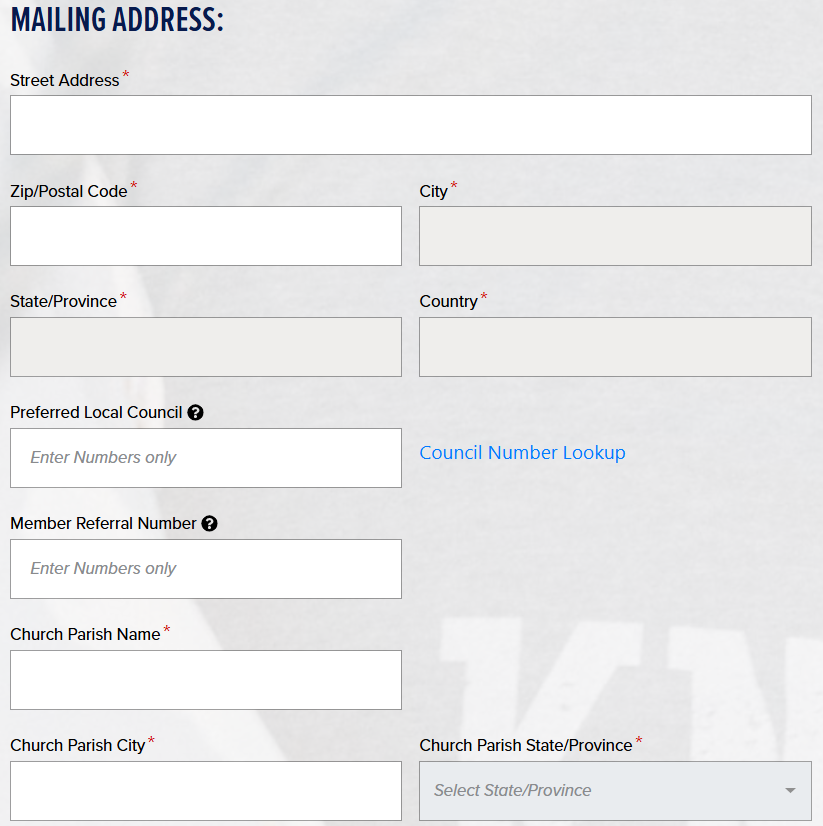 MAILING ADDRESS:
Street Address*
Zip/Postal Code* City*
State/Province* Country*
Preferred Local Council ?
Enter Numbers only Council Number Lookup
Member Referral Number ?
Enter Numbers only
Church Parish Name*
Church Parish City* Church Parish State/Province*
Select State/Province